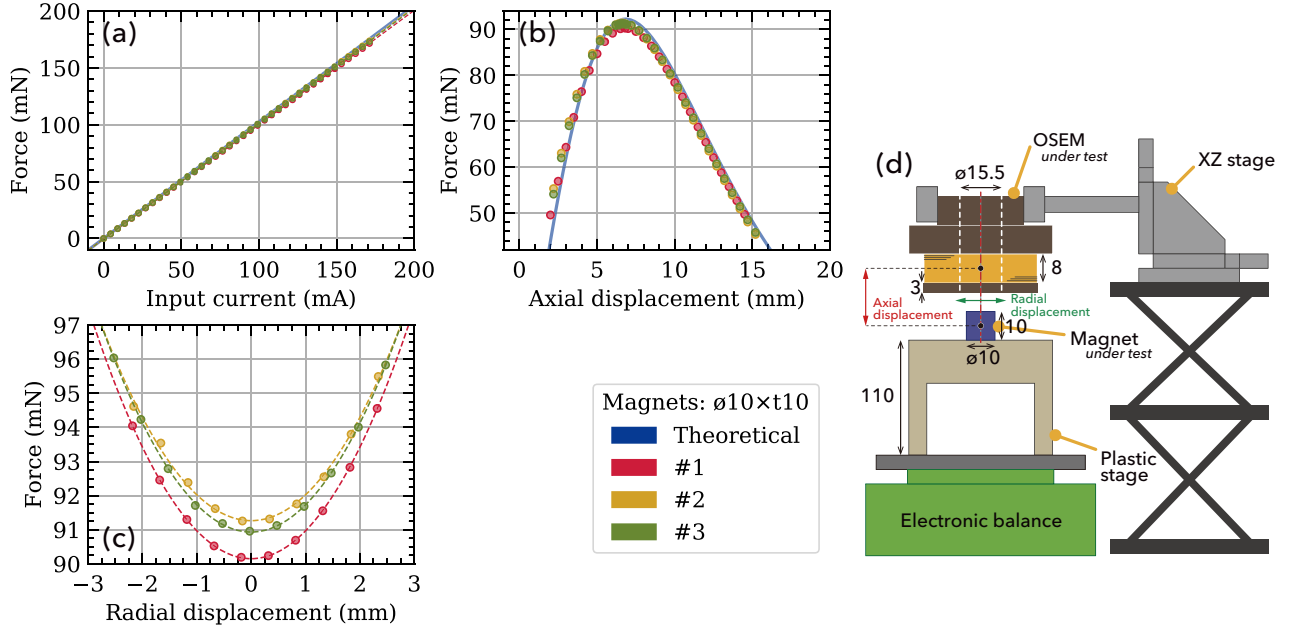 (a)
200
150
100
50
0
Force (mN)
0 50 100 150 200
Input current (mA)
(b)
90
80
70
60
50
Force (mN)
0 5 10 15 20
Axial displacement (mm)
(c)
97
96
95
94
93
92
91
90
Force (mN)
−3 −2 −1 0 1 2 3
Radial displacement (mm)
Magnets: ø10×t10
Theoretical
#1
#2
#3
(d)
OSEM
under test
XZ stage
ø15.5
8
3
Axial
displacement
Radial
displacement
10
Magnet
under test
ø10
110
Plastic
stage
Electronic balance